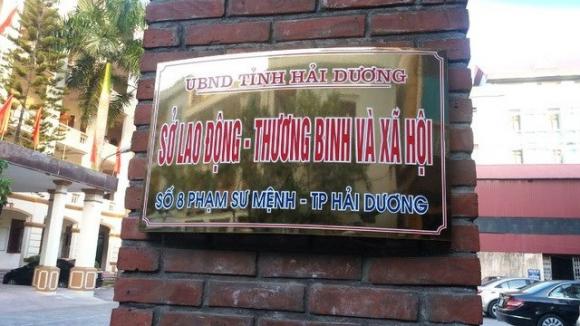 UBND TỈNH HẢI DƯƠNG
SỞ LAO ĐỘNG - THƯƠNG BINH VÀ XÃ HỘI
SỐ 8 PHẠM SƯ MỆNH - TP HẢI DƯƠNG